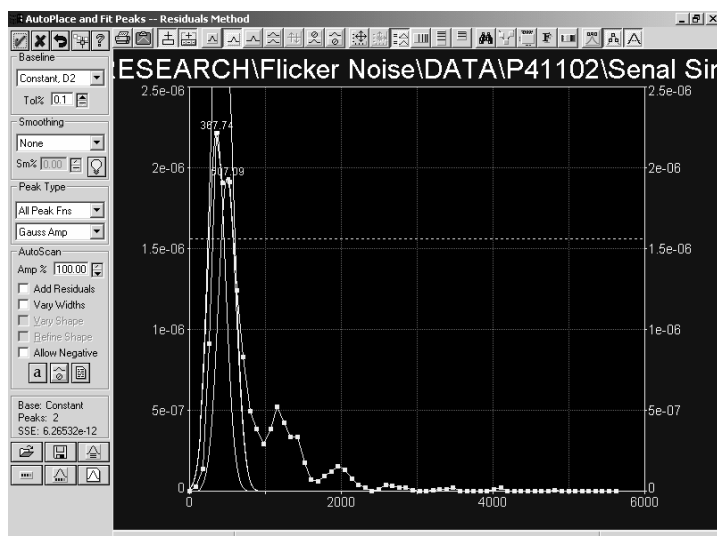 AutoPlace and Fit Peaks -- Residuals Method
Baseline
Constant, D2
Tol% 0.1
Smoothing
None
Sm% 0.00
Peak Type
All Peak Fns
Gauss Amp
AutoScan
Amp % 100.00
Add Residuals
Vary Widths
Vary Shape
Refine Shape
Allow Negative
a
Base: Constant
Peaks: 2
SSE: 6.26532e-12
RESEARCH\Flicker Noise\DATA\P41102\Senal Sir
2.5e-06 2.5e-06
367.74
507.09
2e-06 2e-06
1.5e-06 1.5e-06
1e-06 1e-06
5e-07 5e-07
0 0
0 2000 4000 6000